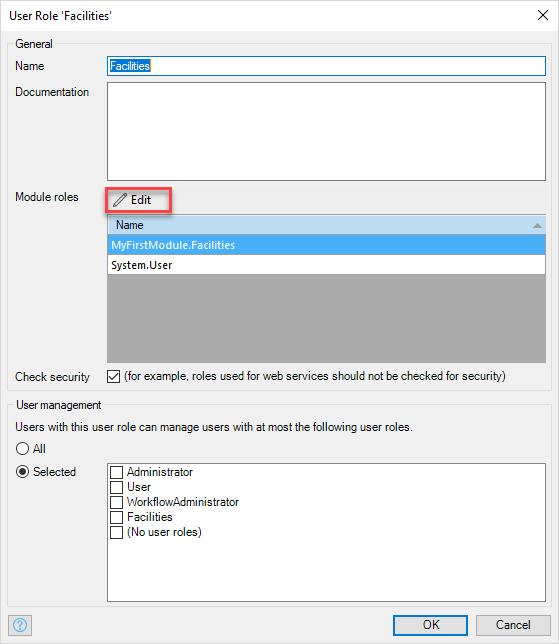 User Role 'Facilities'
General
Name
Facilities
Documentation
Module roles
Edit
Name
MyFirstModule.Facilities
System.User
Check security
(for example, roles used for web services should not be checked for security)
User management
Users with this user role can manage users with at most the following user roles.
All
Selected
Administrator
User
WorkflowAdministrator
Facilities
(No user roles)
?
OK
Cancel